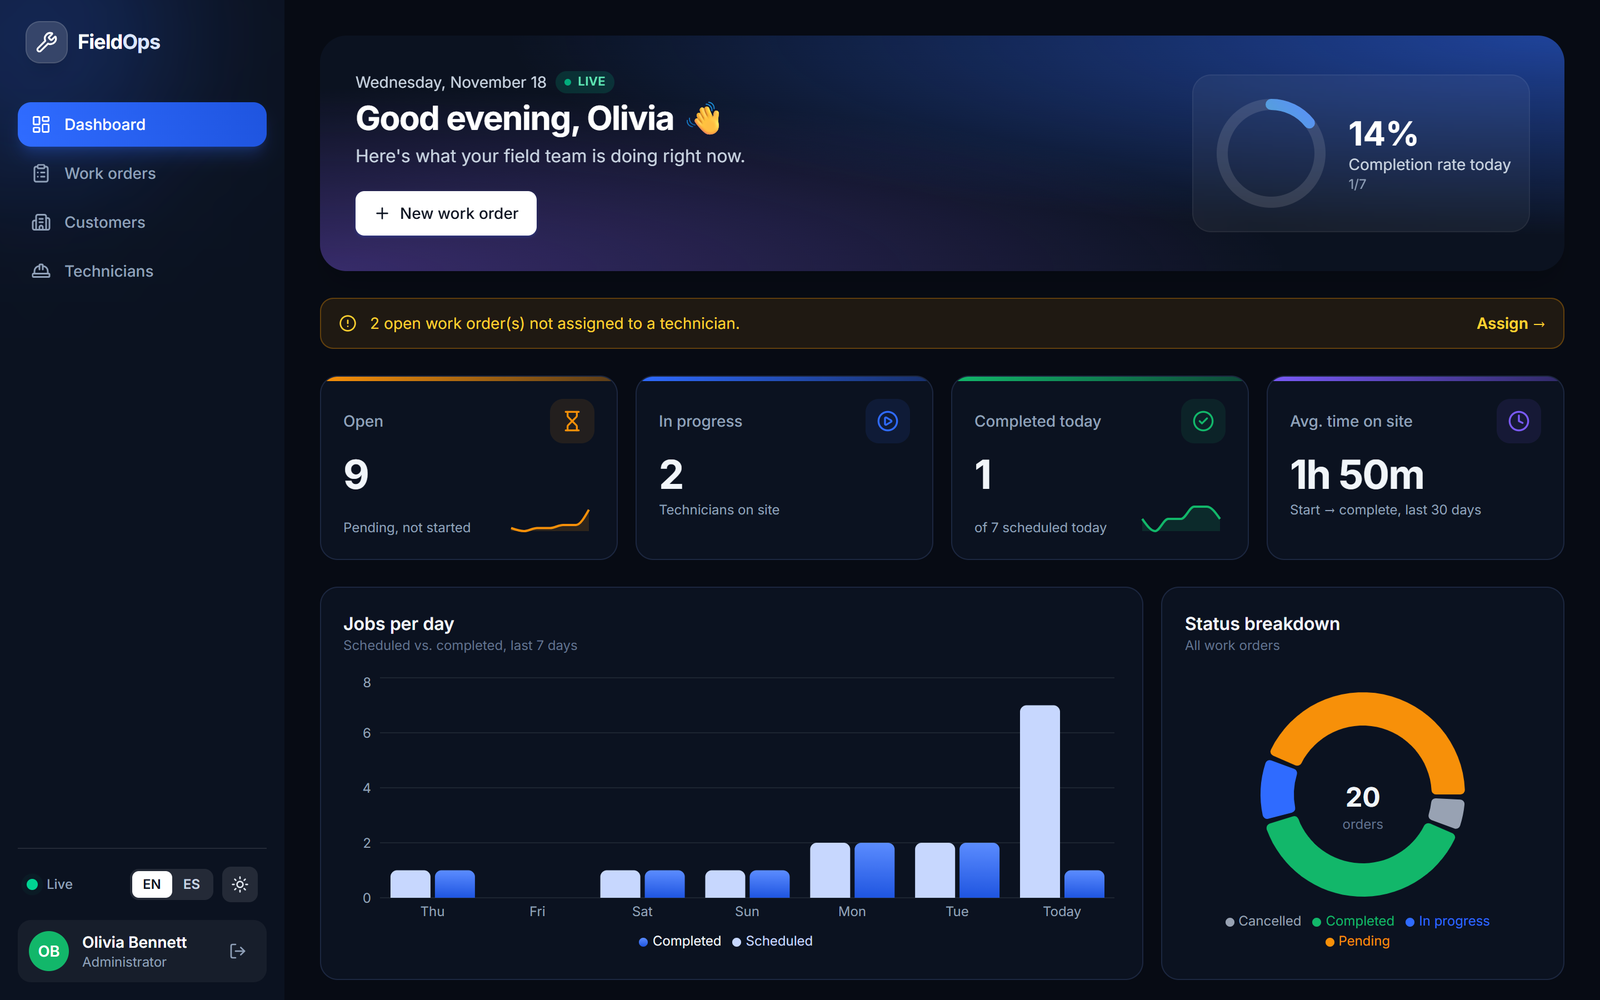 FieldOps
Dashboard
Work orders
Customers
Technicians
Live
EN ES
OB
Olivia Bennett
Administrator
Wednesday, November 18 LIVE
Good evening, Olivia 👋
Here's what your field team is doing right now.
+ New work order
14%
Completion rate today
1/7
2 open work order(s) not assigned to a technician.
Assign →
Open
9
Pending, not started
In progress
2
Technicians on site
Completed today
1
of 7 scheduled today
Avg. time on site
1h 50m
Start → complete, last 30 days
Jobs per day
Scheduled vs. completed, last 7 days
8
6
4
2
0
Thu Fri Sat Sun Mon Tue Today
Completed Scheduled
Status breakdown
All work orders
20
orders
Cancelled Completed In progress
Pending